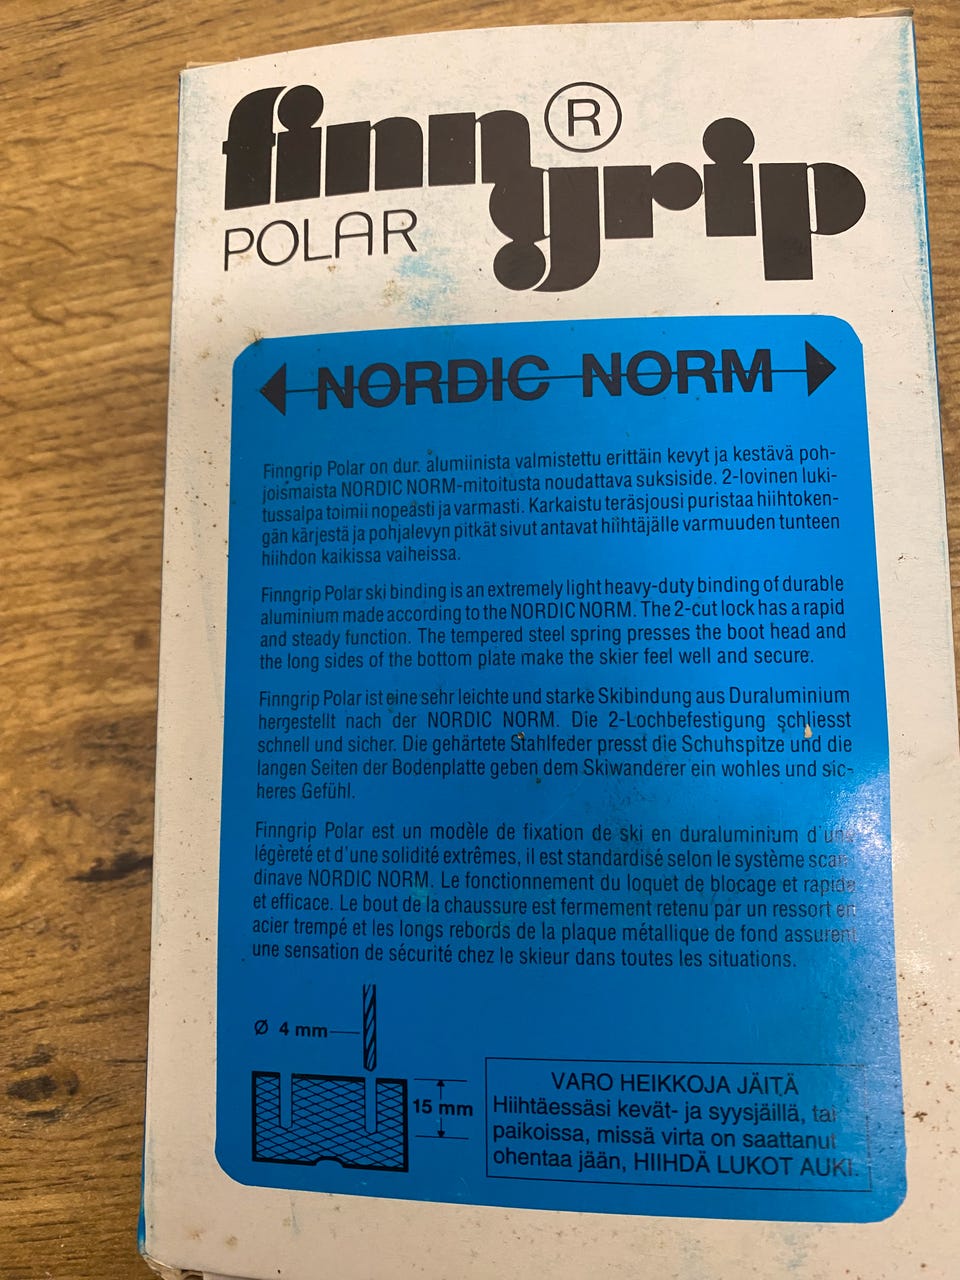 finngrip ®
POLAR
NORDIC NORM
Finngrip Polar on dur. alumiinista valmistettu erittäin kevyt ja kestävä poh-
joismaista NORDIC NORM-mitoitusta noudattava suksiside. 2-lovinen luki-
tussalpa toimii nopeasti ja varmasti. Karkaistu teräsjousi puristaa hiihtoken-
gän kärjestä ja pohjalevyn pitkät sivut antavat hiihtäjälle varmuuden tunteen
hiihdon kaikissa vaiheissa.
Finngrip Polar ski binding is an extremely light heavy-duty binding of durable
aluminium made according to the NORDIC NORM. The 2-cut lock has a rapid
and steady function. The tempered steel spring presses the boot head and
the long sides of the bottom plate make the skier feel well and secure.
Finngrip Polar ist eine sehr leichte und starke Skibindung aus Duraluminium
hergestellt nach der NORDIC NORM. Die 2-Lochbefestigung schliesst
schnell und sicher. Die gehärtete Stahlfeder presst die Schuhspitze und die
langen Seiten der Bodenplatte geben dem Skiwanderer ein wohles und sic-
heres Gefühl.
Finngrip Polar est un modèle de fixation de ski en duraluminium d'une
légèreté et d'une solidité extrêmes, il est standardisé selon le système scan-
dinave NORDIC NORM. Le fonctionnement du loquet de blocage et rapide
et efficace. Le bout de la chaussure est fermement retenu par un ressort en
acier trempé et les longs rebords de la plaque métallique de fond assurent
une sensation de sécurité chez le skieur dans toutes les situations.
Ø 4 mm
15 mm
VARO HEIKKOJA JÄITÄ
Hiihtäessäsi kevät- ja syysjäillä, tai
paikoissa, missä virta on saattanut
ohentaa jään, HIIHDÄ LUKOT AUKI.